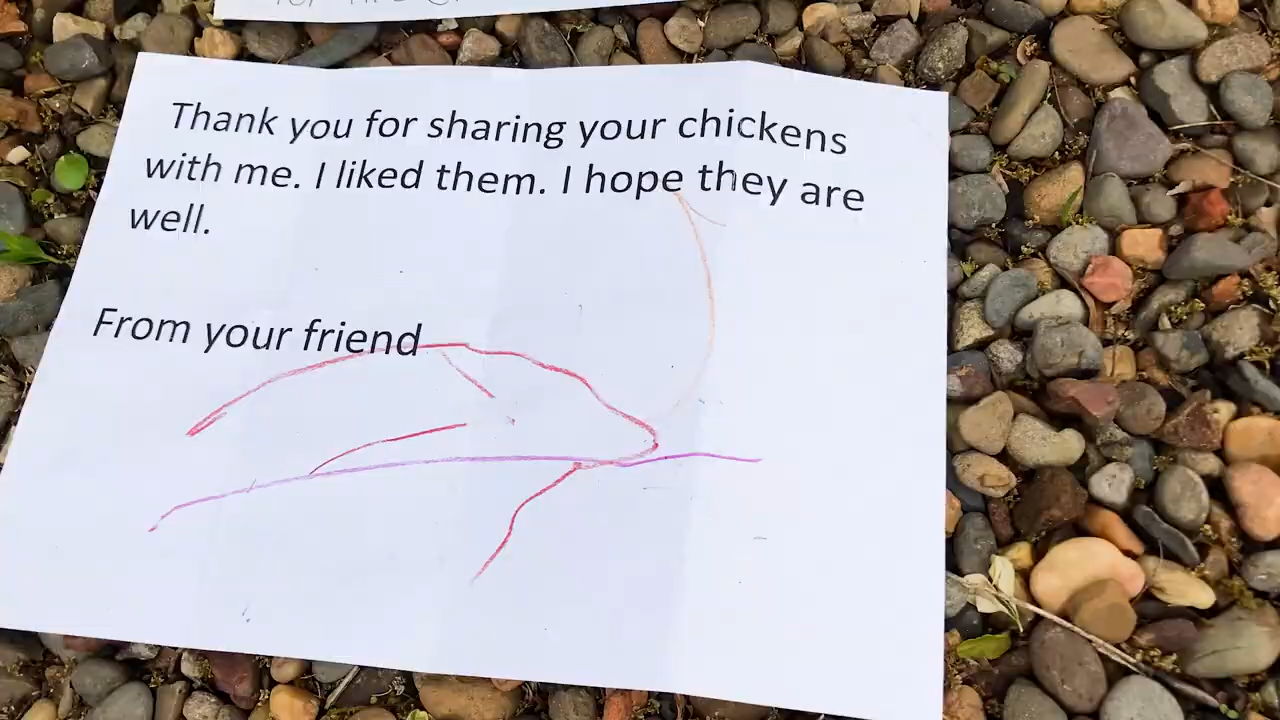 Thank you for sharing your chickens
with me. I liked them. I hope they are
well.
From your friend